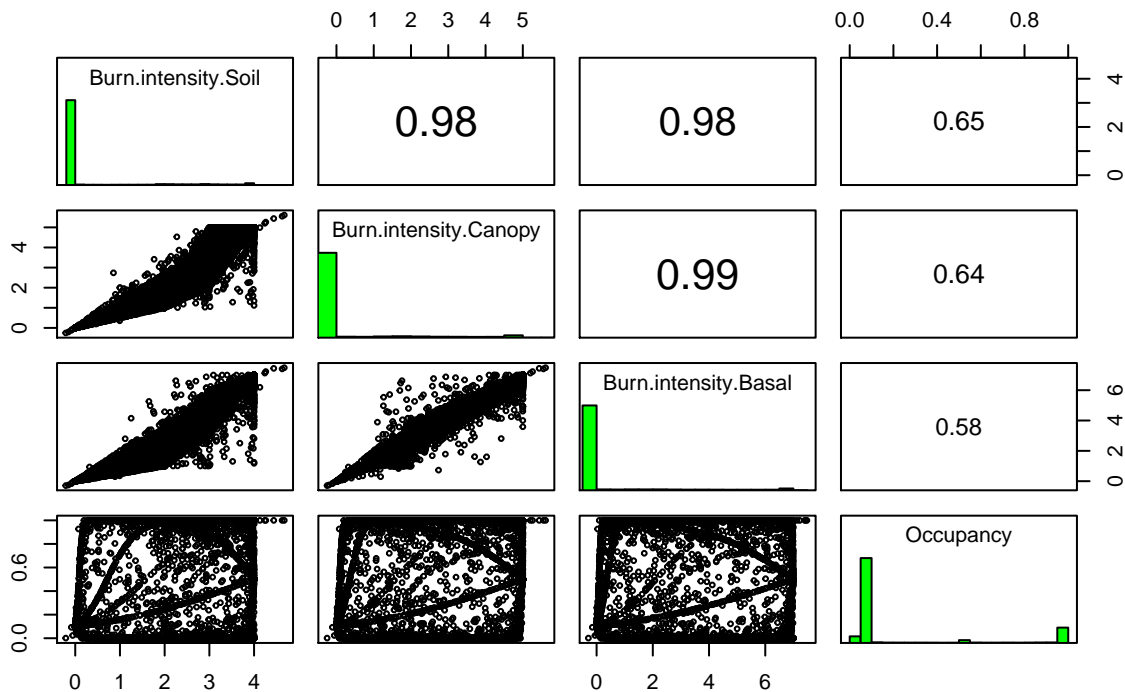 0 1 2 3 4 5
0.0 0.4 0.8
Burn.intensity.Soil
0.98
0.98
0.65
0 2 4
0 2 4
Burn.intensity.Canopy
0.99
0.64
Burn.intensity.Basal
0.58
0 2 4 6
0.0 0.6
Occupancy
0 1 2 3 4
0 2 4 6